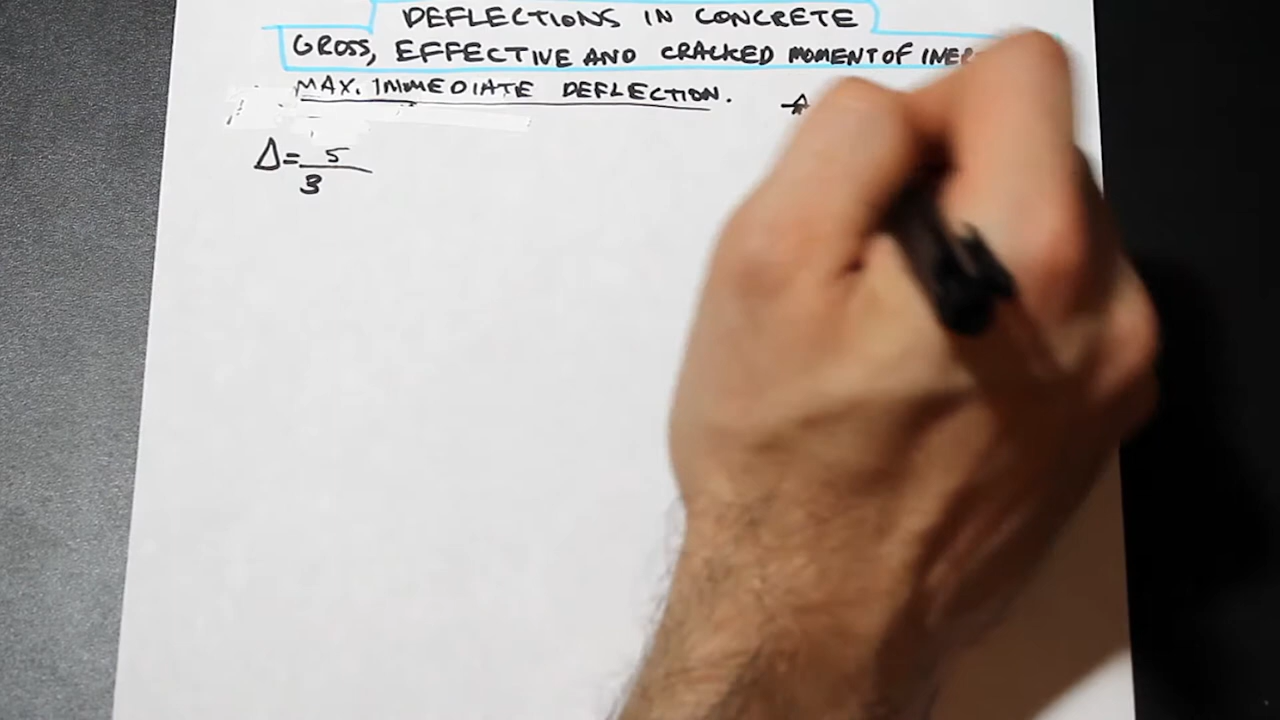 DEFLECTIONS IN CONCRETE
GROSS, EFFECTIVE AND CRACKED MOMENT OF
MAX. IMMEDIATE DEFLECTION.
Δ= 5
3